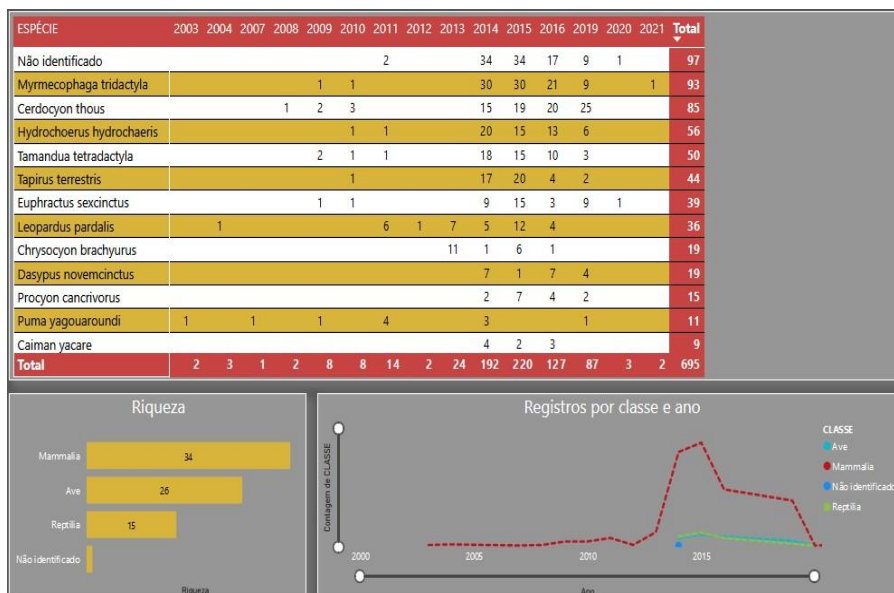 ESPÉCIE 2003 2004 2007 2008 2009 2010 2011 2012 2013 2014 2015 2016 2019 2020 2021 Total
Não identificado 2 34 34 17 9 1 97
Myrmecophaga tridactyla 1 1 30 30 21 9 1 93
Cerdocyon thous 1 2 3 15 19 20 25 85
Hydrochoerus hydrochaeris 1 1 20 15 13 6 56
Tamandua tetradactyla 2 1 1 18 15 10 3 50
Tapirus terrestris 1 17 20 4 2 44
Euphractus sexcinctus 1 1 9 15 3 9 1 39
Leopardus pardalis 1 6 1 7 5 12 4 36
Chrysocyon brachyurus 11 1 6 1 19
Dasypus novemcinctus 7 1 7 4 19
Procyon cancrivorus 2 7 4 2 15
Puma yagouaroundi 1 1 1 4 3 1 11
Caiman yacare 4 2 3 9
Total 2 3 1 2 8 8 14 2 24 192 220 127 87 3 2 695
Riqueza
Mammalia 34
Ave 26
Reptilia 15
Não identificado
Riqueza
Registros por classe e ano
Contagem de CLASSE
2000 2005 2010 2015
Ano
CLASSE
Ave
Mammalia
Não identificado
Reptilia